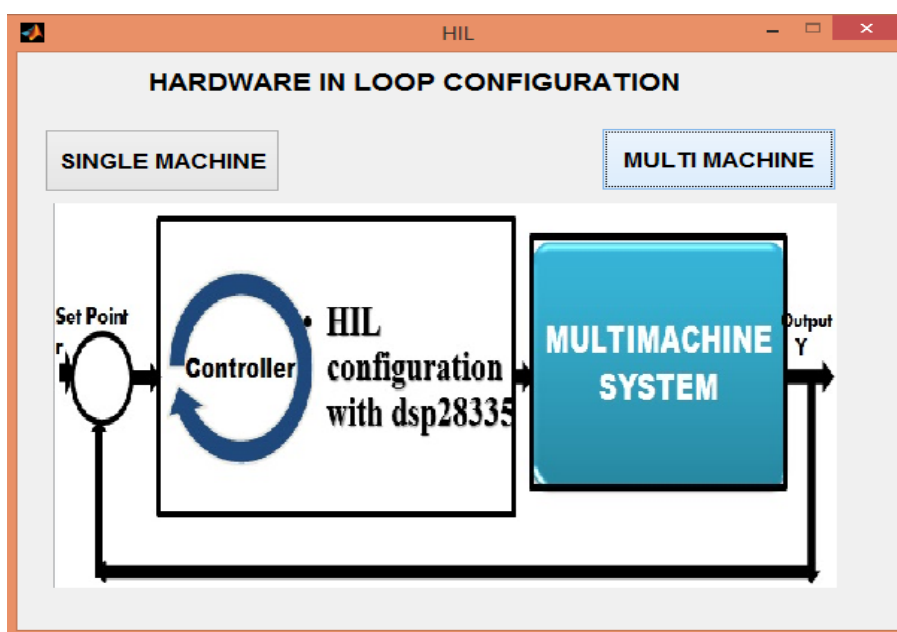 HIL
HARDWARE IN LOOP CONFIGURATION
SINGLE MACHINE
MULTI MACHINE
Set Point
r
Controller
• HIL
configuration
with dsp28335
MULTIMACHINE
SYSTEM
Output
Y